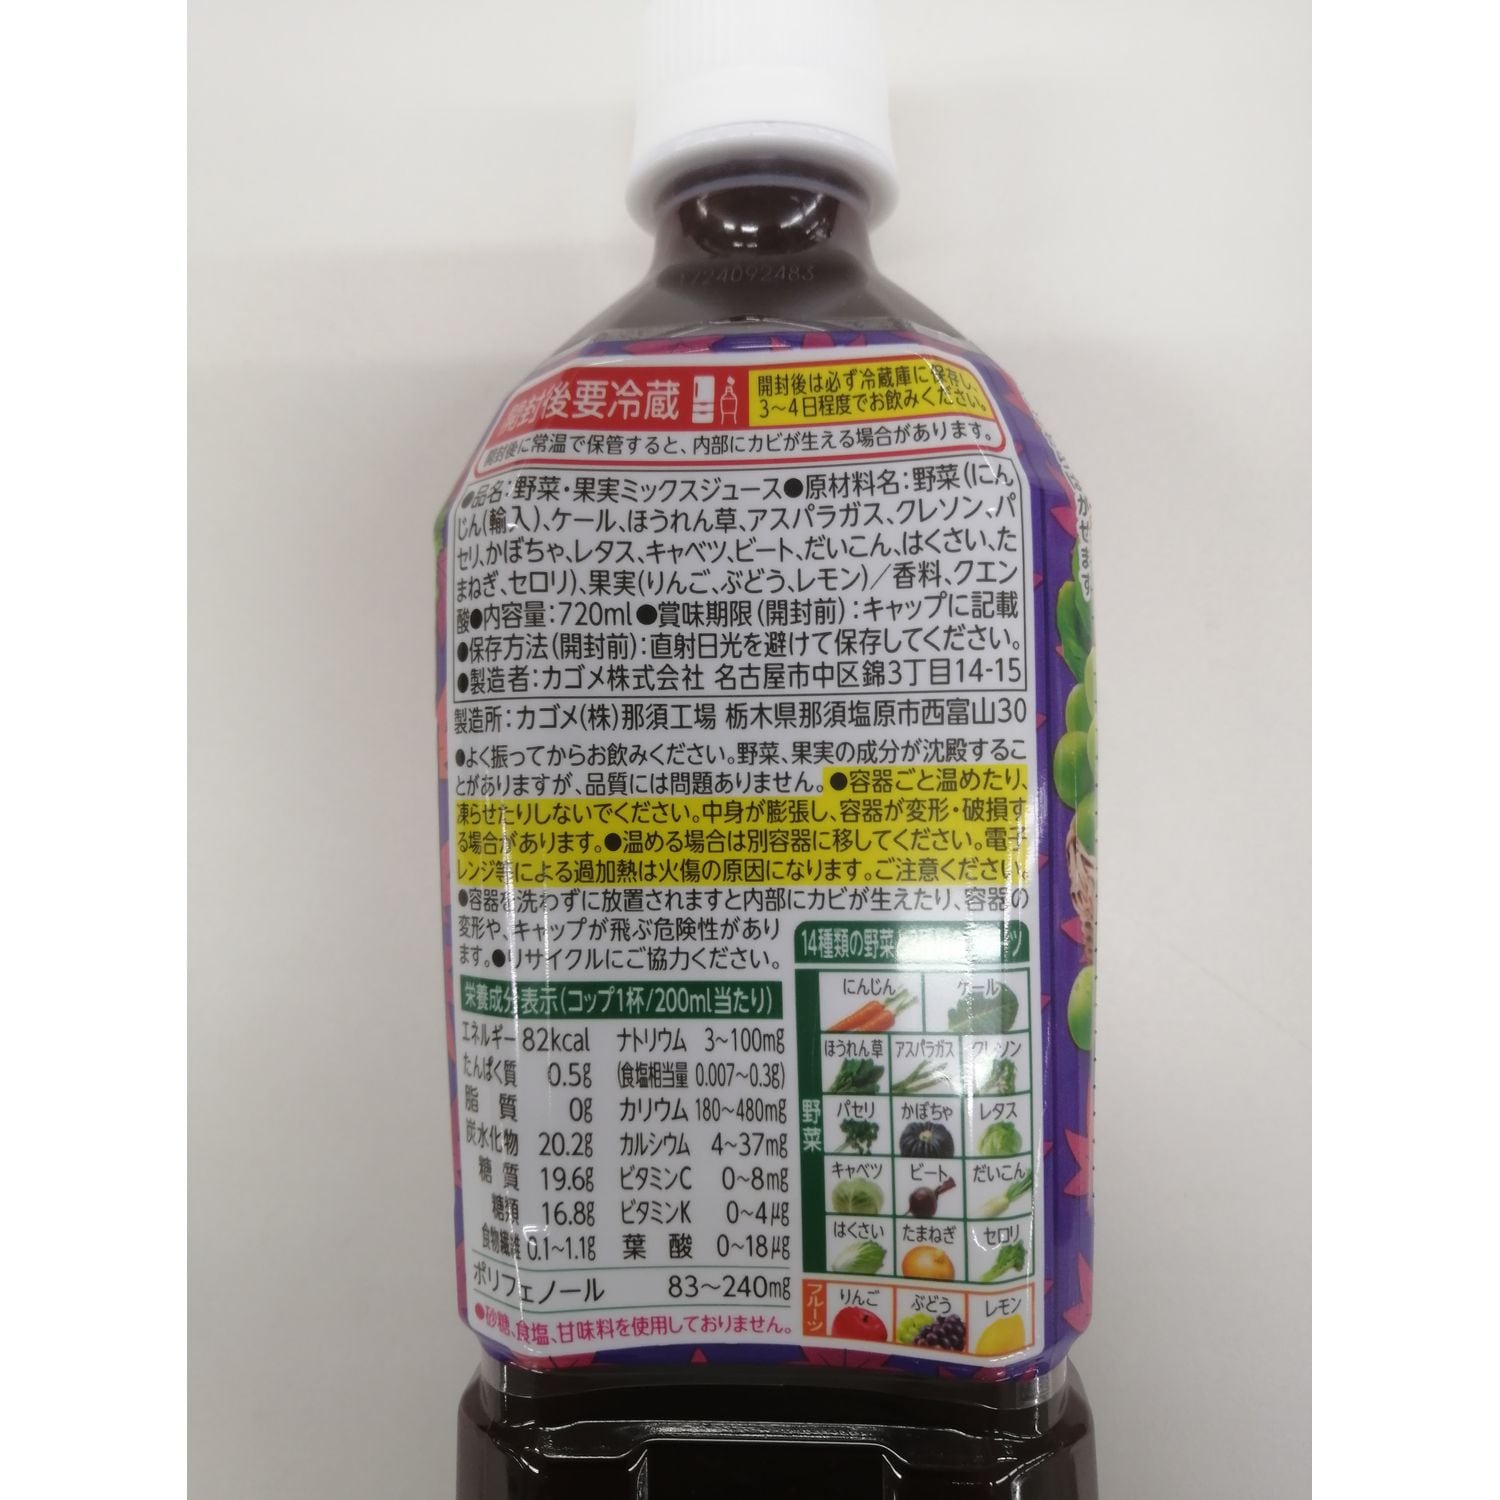 724092483
開封後要冷蔵
開封後は必ず冷蔵庫に保存し、
3〜4日程度でお飲みください。
開封後に常温で保管すると、内部にカビが生える場合があります。
●品名:野菜・果実ミックスジュース●原材料名:野菜(にん
じん(輸入)、ケール、ほうれん草、アスパラガス、クレソン、パ
セリ、かぼちゃ、レタス、キャベツ、ビート、だいこん、はくさい、た
まねぎ、セロリ)、果実(りんご、ぶどう、レモン)/香料、クエン
酸●内容量:720ml●賞味期限(開封前):キャップに記載
●保存方法(開封前):直射日光を避けて保存してください。
●製造者:カゴメ株式会社 名古屋市中区錦3丁目14-15
製造所:カゴメ(株)那須工場 栃木県那須塩原市西富山30
●よく振ってからお飲みください。野菜、果実の成分が沈殿するこ
とがありますが、品質には問題ありません。●容器ごと温めたり、
凍らせたりしないでください。中身が膨張し、容器が変形・破損す
る場合があります。●温める場合は別容器に移してください。電子
レンジ等による過加熱は火傷の原因になります。ご注意ください。
●容器を洗わずに放置されますと内部にカビが生えたり、容器の
変形や、キャップが飛ぶ危険性があり
ます。●リサイクルにご協力ください。
栄養成分表示(コップ1杯/200ml当たり)
エネルギー 82kcal ナトリウム 3〜100mg
たんぱく質 0.5g (食塩相当量 0.007〜0.3g)
脂質 0g カリウム 180〜480mg
炭水化物 20.2g カルシウム 4〜37mg
糖質 19.6g ビタミンC 0〜8mg
糖類 16.8g ビタミンK 0〜4μg
食物繊維 0.1〜1.1g 葉酸 0〜18μg
ポリフェノール 83〜240mg
●砂糖、食塩、甘味料を使用しておりません。
14種類の野菜
野菜
にんじん ケール
ほうれん草 アスパラガス クレソン
パセリ かぼちゃ レタス
キャベツ ビート だいこん
はくさい たまねぎ セロリ
フルーツ
りんご ぶどう レモン